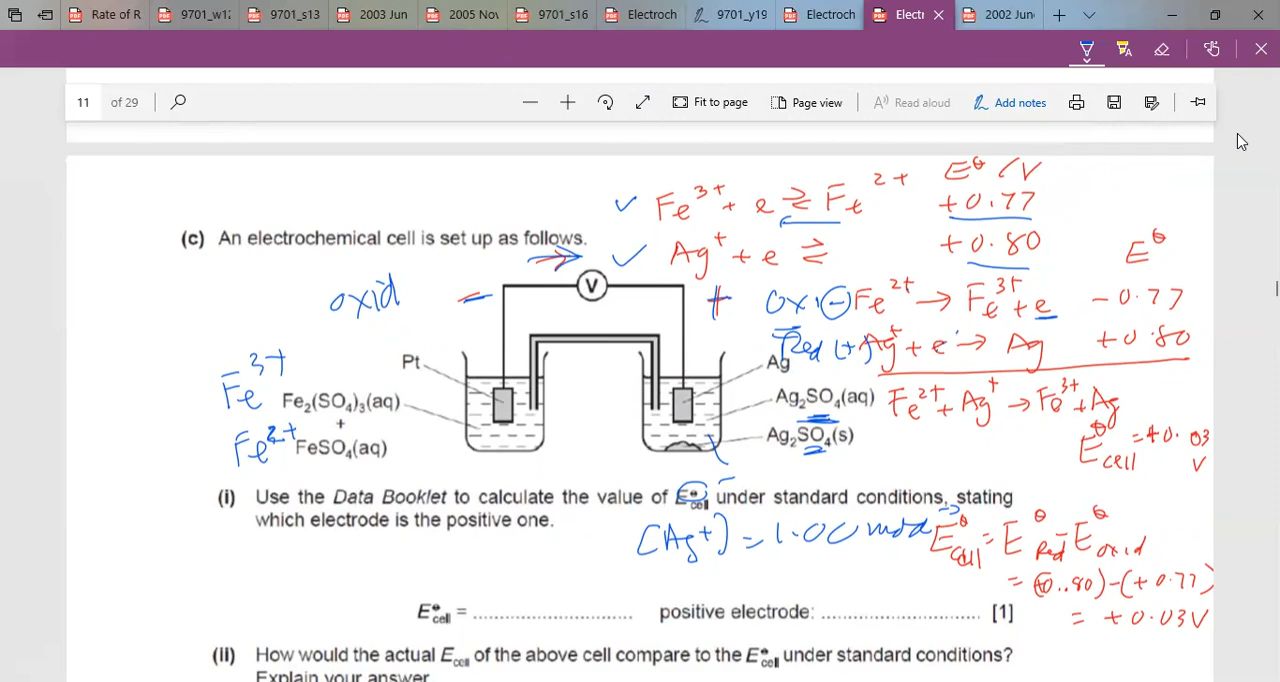 Rate of R
9701_w12
9701_s13
2003 Jun
2005 Nov
9701_s16
Electroch
9701_y19
Electroch
Electr
2002 June
11 of 29
Fit to page
Page view
Read aloud
Add notes
E⊖/V
Fe³⁺ + e ⇌ Fe²⁺ +0.77
(c) An electrochemical cell is set up as follows.
Ag⁺ + e ⇌ +0.80
E⊖
oxid
− V +
oxi (−) Fe²⁺ → Fe³⁺ + e −0.77
Red (+) Ag⁺ + e → Ag +0.80
Pt
Ag
Fe³⁺
Fe₂(SO₄)₃(aq)
Ag₂SO₄(aq)
Fe²⁺ + Ag⁺ → Fe³⁺ + Ag
+
Fe²⁺
FeSO₄(aq)
Ag₂SO₄(s)
E⊖cell = +0.03 V
(i) Use the Data Booklet to calculate the value of E⊖cell under standard conditions, stating
which electrode is the positive one.
[Ag⁺] = 1.00 mol
E⊖cell = E⊖Red − E⊖oxid
= (0.80) − (+0.77)
= +0.03V
E⊖cell = .............................. positive electrode: .............................. [1]
(ii) How would the actual Ecell of the above cell compare to the E⊖cell under standard conditions?
Explain your answer.